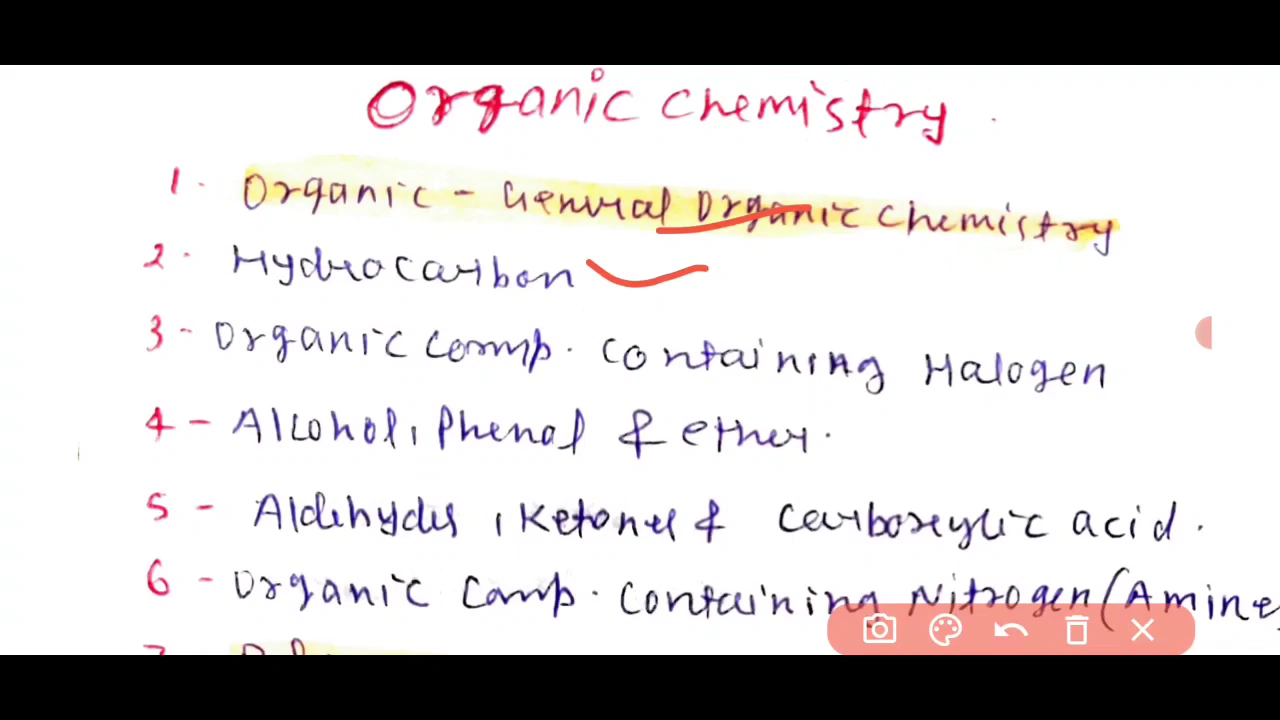 Organic Chemistry
1. Organic - General Organic Chemistry
2. Hydrocarbon
3 - Organic Comp. Containing Halogen
4 - Alcohol, Phenol & ether.
5 - Aldehydes, Ketones & Carboxylic acid.
6 - Organic Comp. Containing Nitrogen (Amine